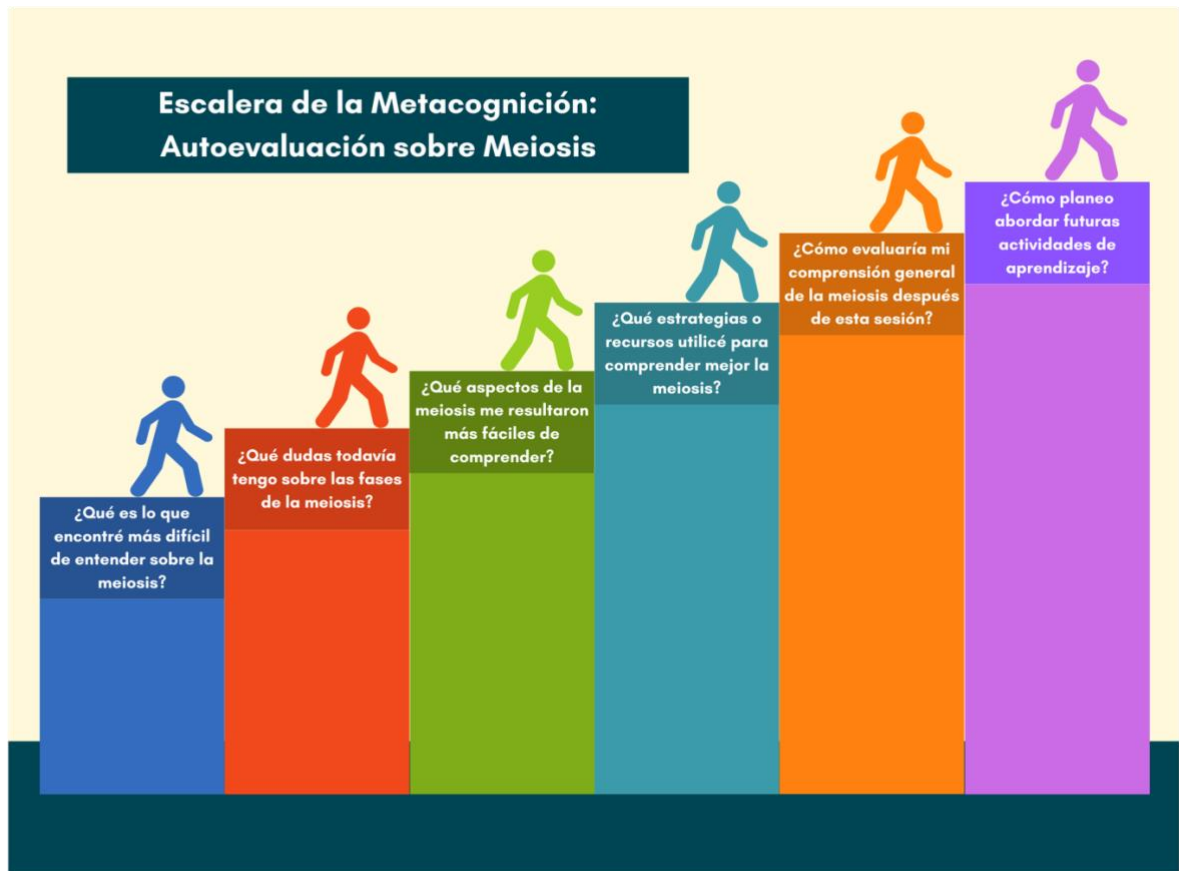 Escalera de la Metacognición:
Autoevaluación sobre Meiosis
¿Qué es lo que
encontré más difícil
de entender sobre la
meiosis?
¿Qué dudas todavía
tengo sobre las fases
de la meiosis?
¿Qué aspectos de la
meiosis me resultaron
más fáciles de
comprender?
¿Qué estrategias o
recursos utilicé para
comprender mejor la
meiosis?
¿Cómo evaluaría mi
comprensión general
de la meiosis después
de esta sesión?
¿Cómo planeo
abordar futuras
actividades de
aprendizaje?